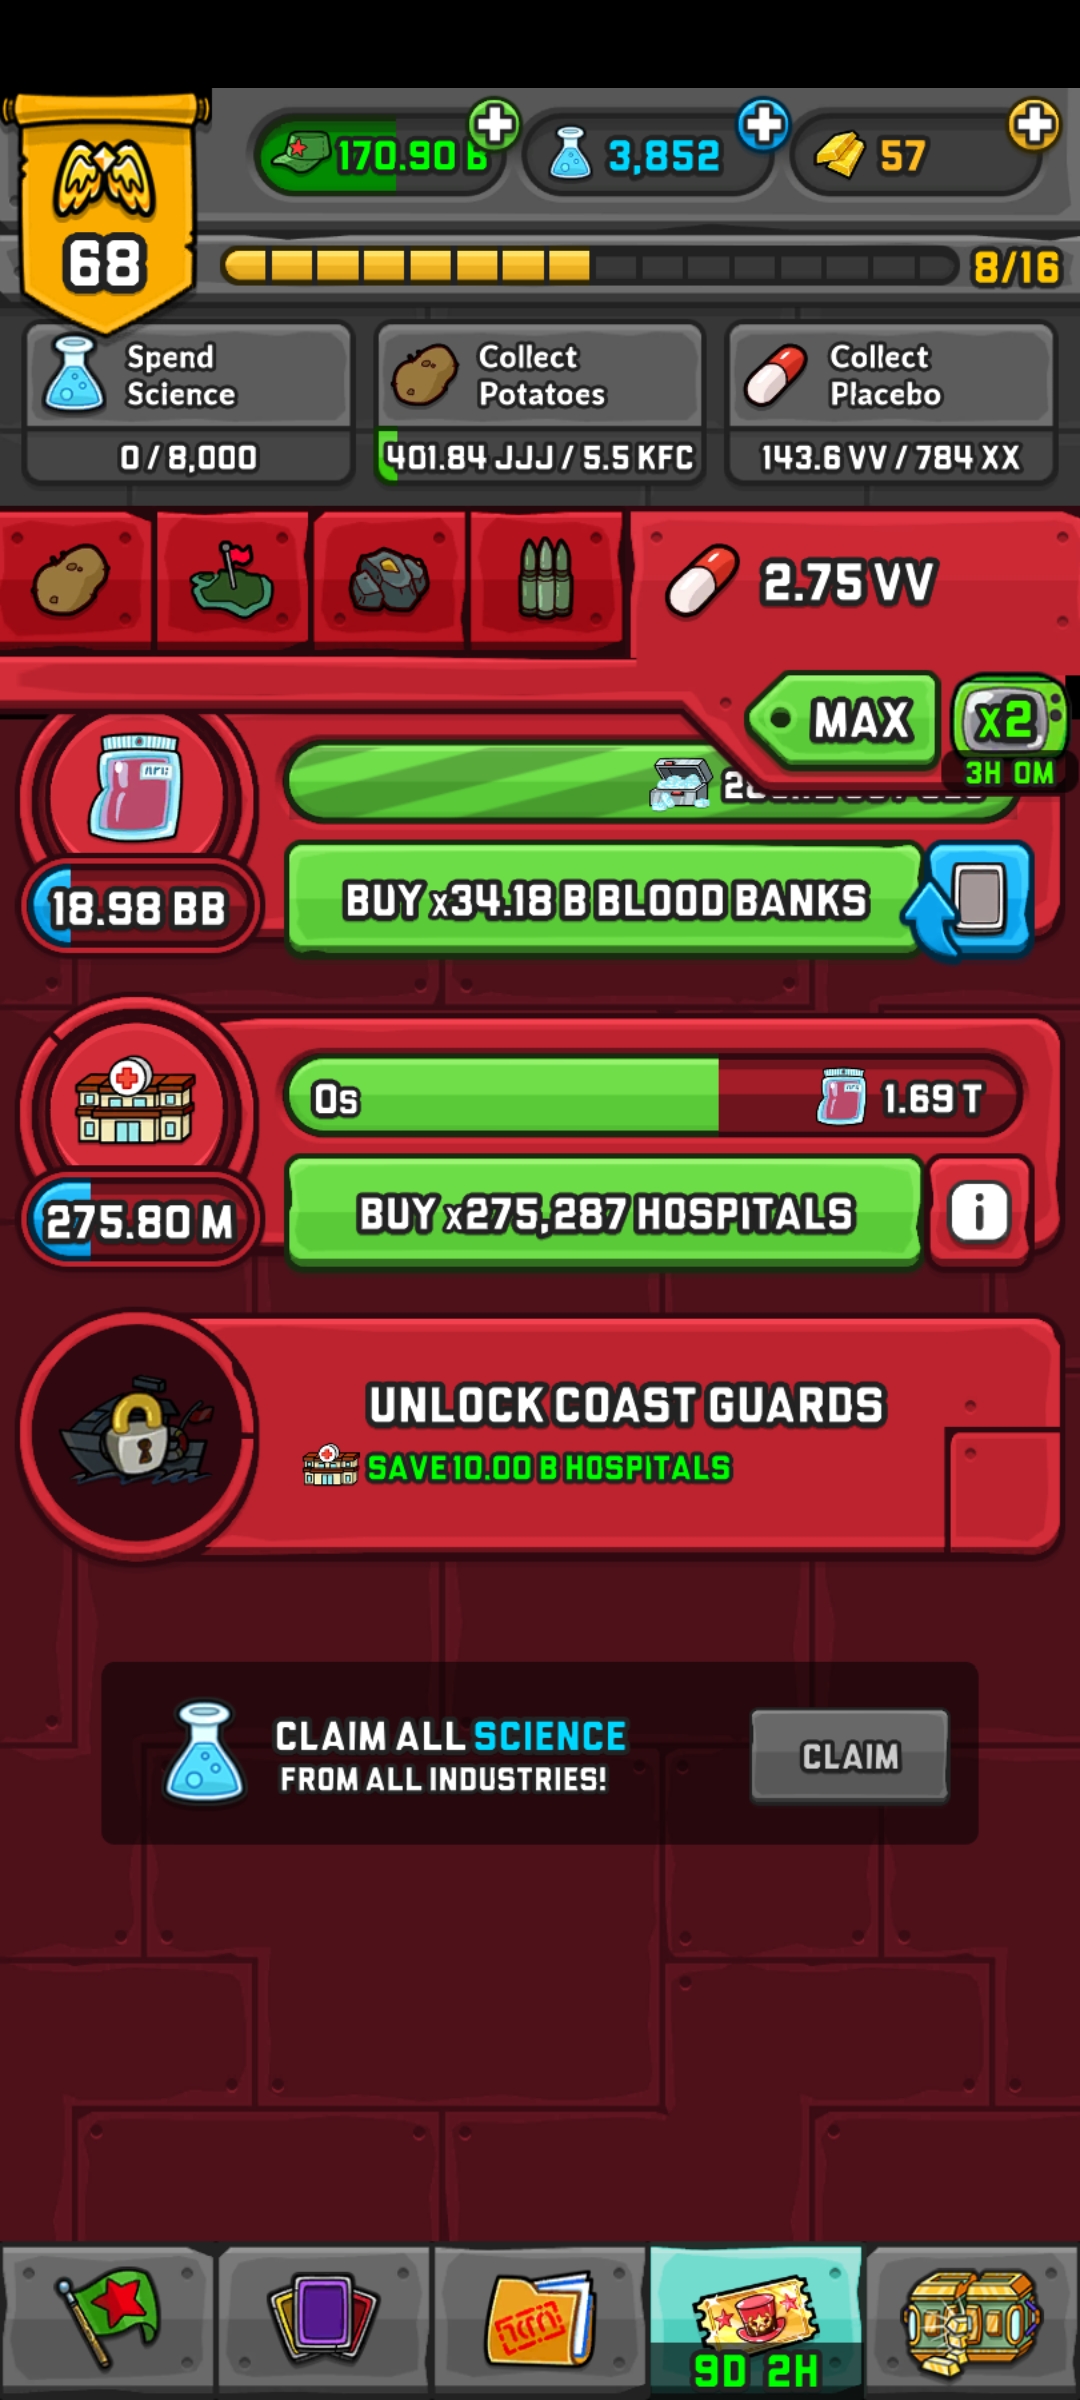 170.90 B
3,852
57
68
8/16
Spend
Science
0 / 8,000
Collect
Potatoes
401.84 JJJ / 5.5 KFC
Collect
Placebo
143.6 VV / 784 XX
2.75 VV
MAX
x2
3H 0M
18.98 BB
BUY x34.18 B BLOOD BANKS
0s
1.69 T
275.80 M
BUY x275,287 HOSPITALS
i
UNLOCK COAST GUARDS
SAVE 10.00 B HOSPITALS
CLAIM ALL SCIENCE
FROM ALL INDUSTRIES!
CLAIM
9D 2H